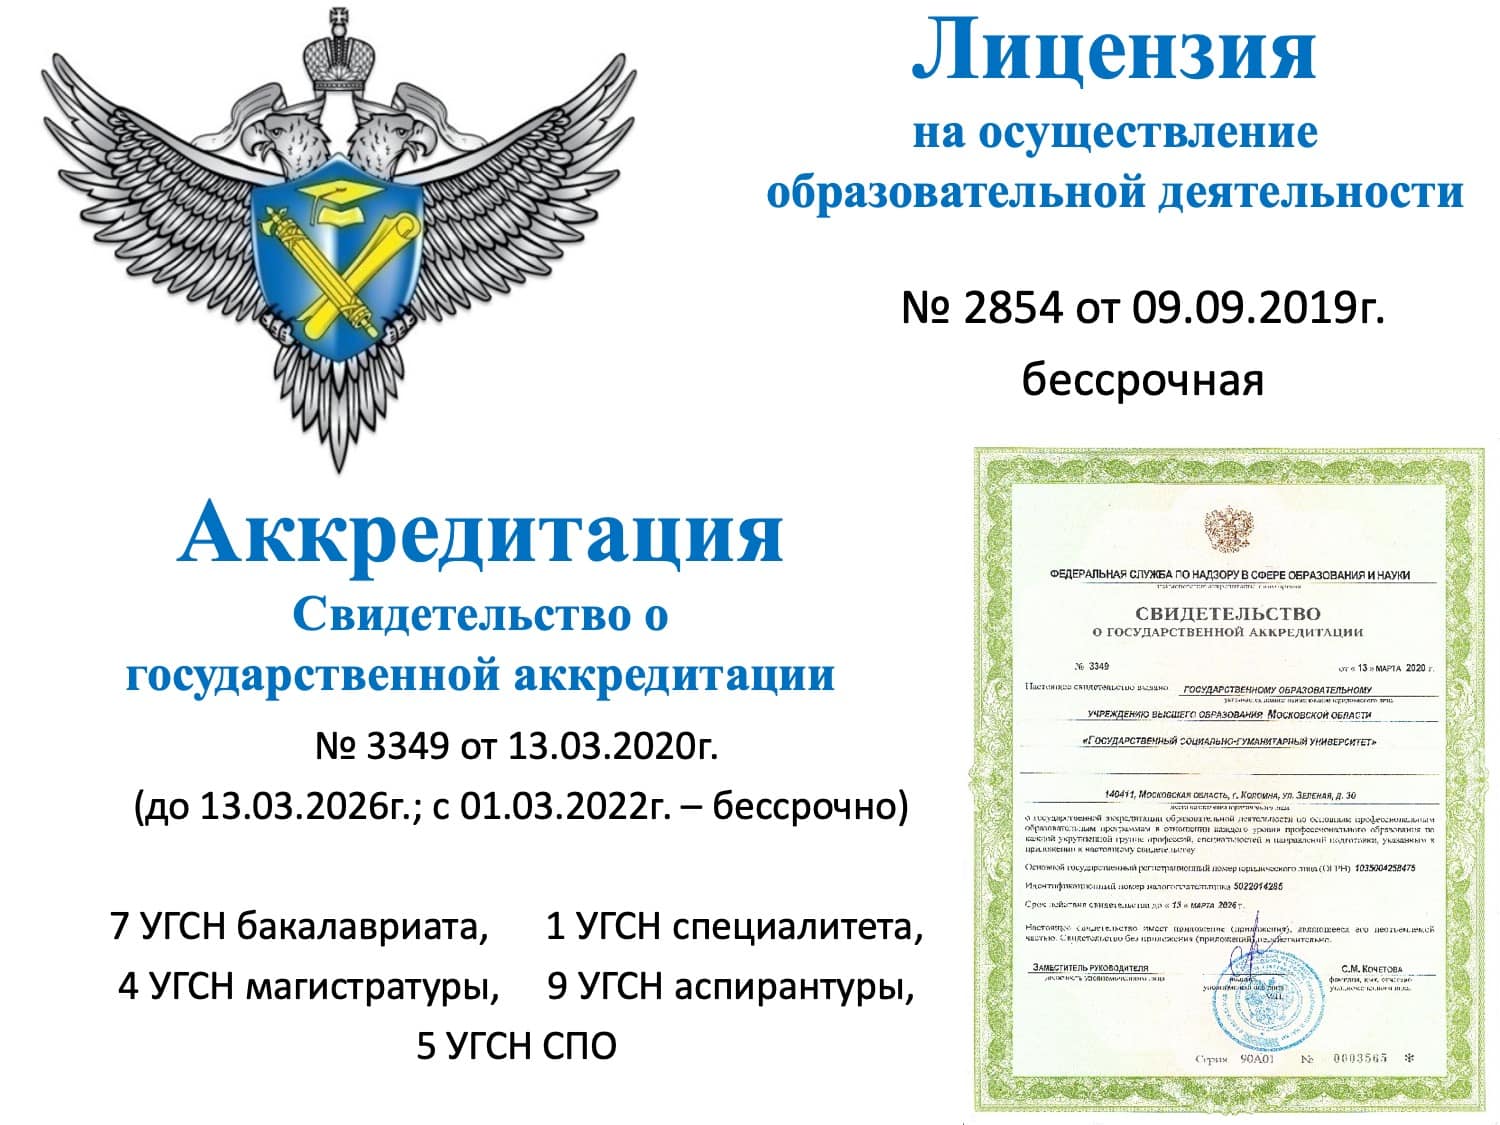 Лицензия
на осуществление
образовательной деятельности
№ 2854 от 09.09.2019г.
бессрочная
Аккредитация
Свидетельство о
государственной аккредитации
№ 3349 от 13.03.2020г.
(до 13.03.2026г.; с 01.03.2022г. – бессрочно)
7 УГСН бакалавриата, 1 УГСН специалитета,
4 УГСН магистратуры, 9 УГСН аспирантуры,
5 УГСН СПО
ФЕДЕРАЛЬНАЯ СЛУЖБА ПО НАДЗОРУ В СФЕРЕ ОБРАЗОВАНИЯ И НАУКИ
СВИДЕТЕЛЬСТВО
О ГОСУДАРСТВЕННОЙ АККРЕДИТАЦИИ
№ 3349 от « 13 » МАРТА 2020 г.
Настоящее свидетельство выдано ГОСУДАРСТВЕННОМУ ОБРАЗОВАТЕЛЬНОМУ
УЧРЕЖДЕНИЮ ВЫСШЕГО ОБРАЗОВАНИЯ МОСКОВСКОЙ ОБЛАСТИ
«ГОСУДАРСТВЕННЫЙ СОЦИАЛЬНО-ГУМАНИТАРНЫЙ УНИВЕРСИТЕТ»
140411, МОСКОВСКАЯ ОБЛАСТЬ, Г. КОЛОМНА, УЛ. ЗЕЛЕНАЯ, Д. 30
о государственной аккредитации образовательной деятельности по основным профессиональным
образовательным программам в отношении каждого уровня профессионального образования по
каждой укрупненной группе профессий, специальностей и направлений подготовки, указанным в
приложении к настоящему свидетельству
Основной государственный регистрационный номер юридического лица (ОГРН) 1035004258475
Идентификационный номер налогоплательщика 5022014285
Срок действия свидетельства до « 13 » МАРТА 2026 г.
Настоящее свидетельство имеет приложение (приложения), являющееся его неотъемлемой
частью. Свидетельство без приложения (приложений) недействительно.
ЗАМЕСТИТЕЛЬ РУКОВОДИТЕЛЯ С.М. КОЧЕТОВА
М.П.
Серия 90А01 № 0003565 *